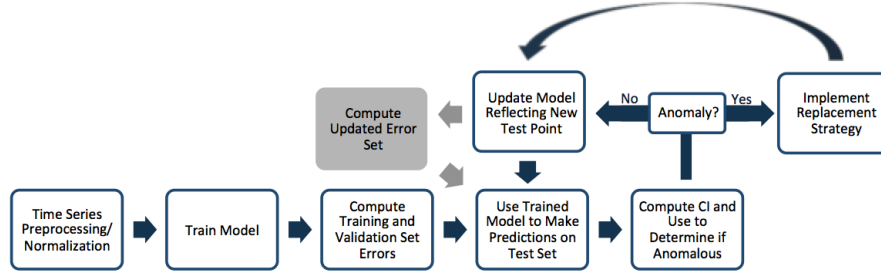 Compute
Updated Error
Set
Update Model
Reflecting New
Test Point
No
Anomaly?
Yes
Implement
Replacement
Strategy
Time Series
Preprocessing/
Normalization
Train Model
Compute
Training and
Validation Set
Errors
Use Trained
Model to Make
Predictions on
Test Set
Compute CI and
Use to
Determine if
Anomalous